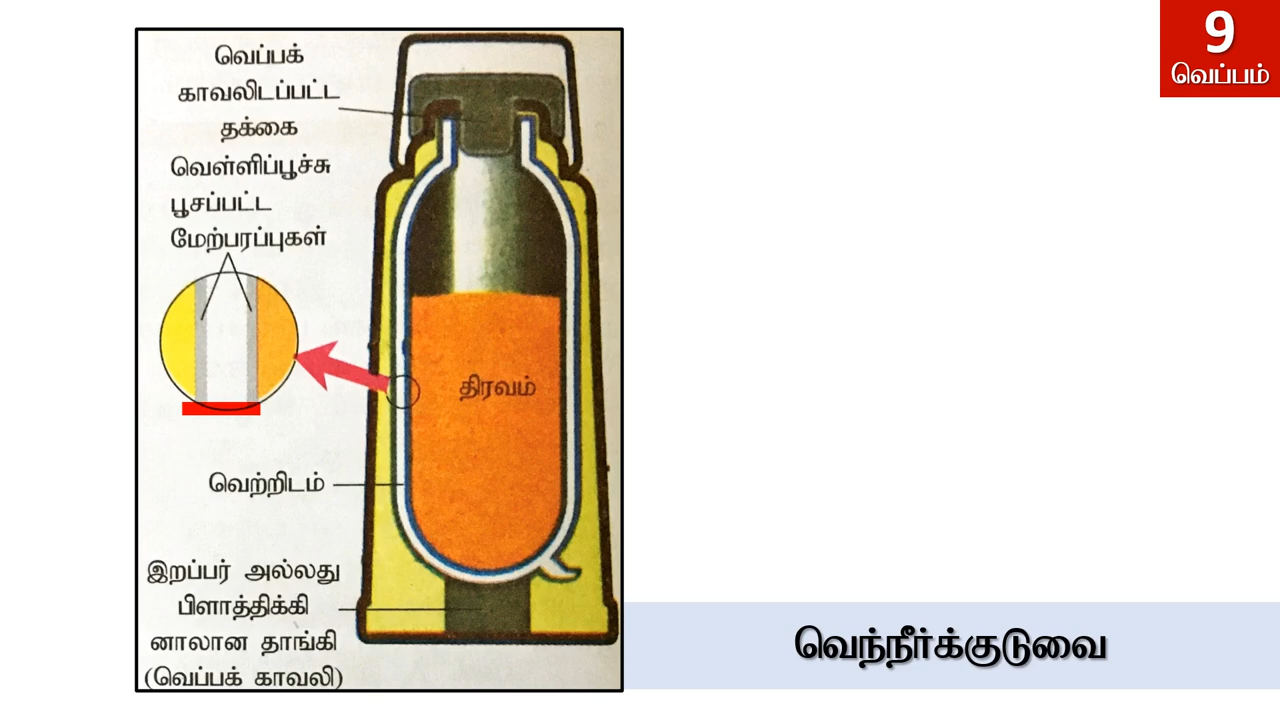 9
வெப்பம்
வெப்பக்
காவலிடப்பட்ட
தக்கை
வெள்ளிப்பூச்சு
பூசப்பட்ட
மேற்பரப்புகள்
திரவம்
வெற்றிடம்
இறப்பர் அல்லது
பிளாத்திக்கி
னாலான தாங்கி
(வெப்பக் காவலி)
வெந்நீர்க்குடுவை